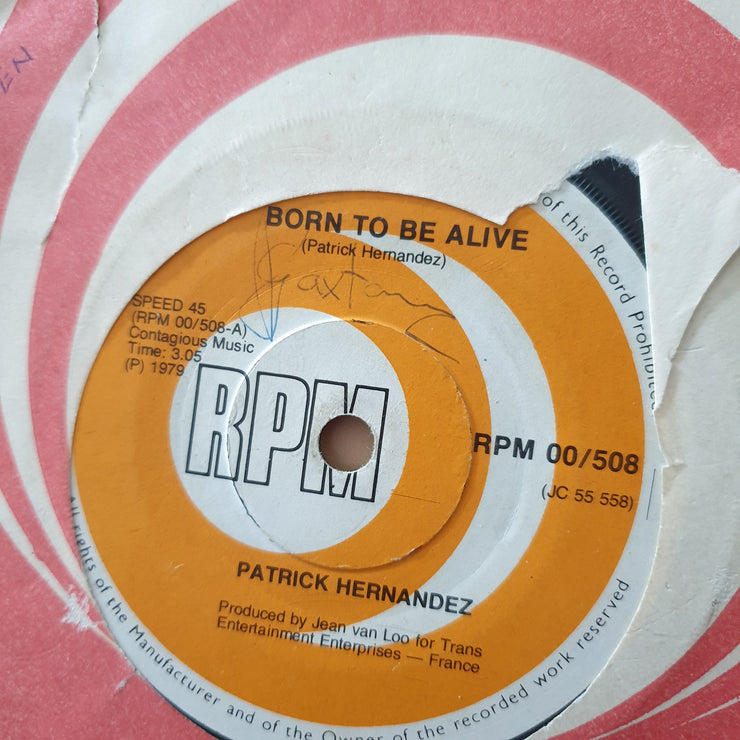 EN
BORN TO BE ALIVE
(Patrick Hernandez)
SPEED 45
(RPM 00/508-A)
Contagious Music
Time: 3.05
(P) 1979
RPM
RPM 00/508
(JC 55 558)
PATRICK HERNANDEZ
Produced by Jean van Loo for Trans
Entertainment Enterprises — France
All rights of the Manufacturer and of the Owner of the recorded work reserved
of this Record Prohibited